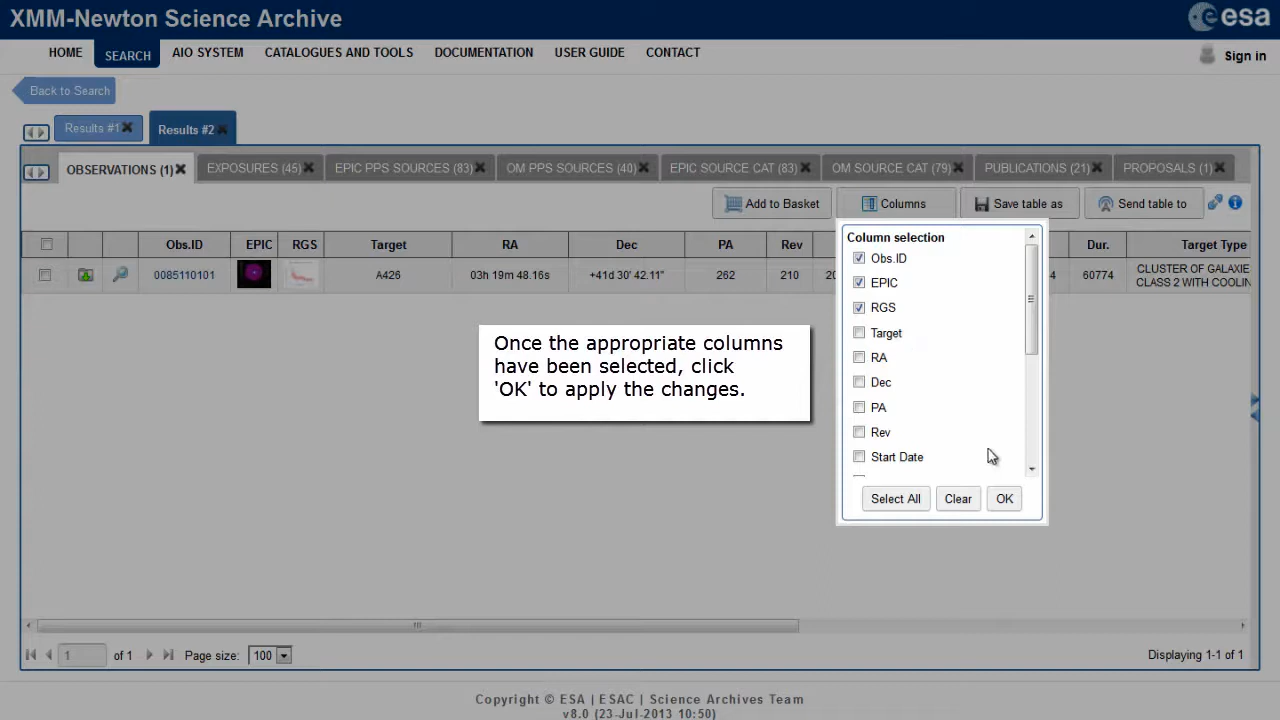 XMM-Newton Science Archive
esa
HOME SEARCH AIO SYSTEM CATALOGUES AND TOOLS DOCUMENTATION USER GUIDE CONTACT Sign in
Back to Search
Results #1 Results #2
OBSERVATIONS (1) EXPOSURES (45) EPIC PPS SOURCES (83) OM PPS SOURCES (40) EPIC SOURCE CAT (83) OM SOURCE CAT (79) PUBLICATIONS (21) PROPOSALS (1)
Add to Basket Columns Save table as Send table to
Obs.ID EPIC RGS Target RA Dec PA Rev Dur. Target Type
0085110101 A426 03h 19m 48.16s +41d 30' 42.11" 262 210 20 4 60774 CLUSTER OF GALAXIE
CLASS 2 WITH COOLIN
Column selection
Obs.ID
EPIC
RGS
Target
RA
Dec
PA
Rev
Start Date
Select All Clear OK
Once the appropriate columns
have been selected, click
'OK' to apply the changes.
1 of 1 Page size: 100 Displaying 1-1 of 1
Copyright © ESA | ESAC | Science Archives Team
v8.0 (23-Jul-2013 10:50)